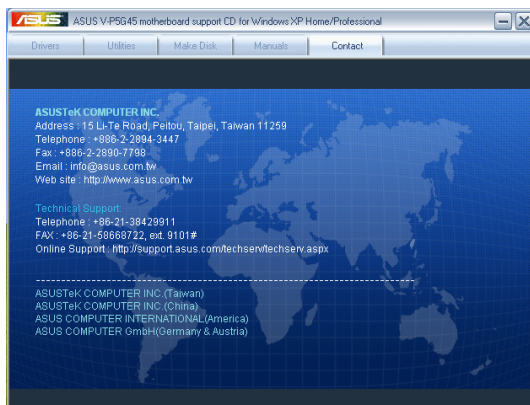 ASUS ASUS V-P5G45 motherboard support CD for Windows XP Home/Professional
Drivers Utilities Make Disk Manuals Contact
ASUSTeK COMPUTER INC.
Address : 15 Li-Te Road, Peitou, Taipei, Taiwan 11259
Telephone : +886-2-2894-3447
Fax : +886-2-2890-7798
Email : info@asus.com.tw
Web site : http://www.asus.com.tw
Technical Support:
Telephone : +86-21-38429911
FAX : +86-21-58668722, ext. 9101#
Online Support : http://support.asus.com/techserv/techserv.aspx
ASUSTeK COMPUTER INC.(Taiwan)
ASUSTeK COMPUTER INC.(China)
ASUS COMPUTER INTERNATIONAL(America)
ASUS COMPUTER GmbH(Germany & Austria)